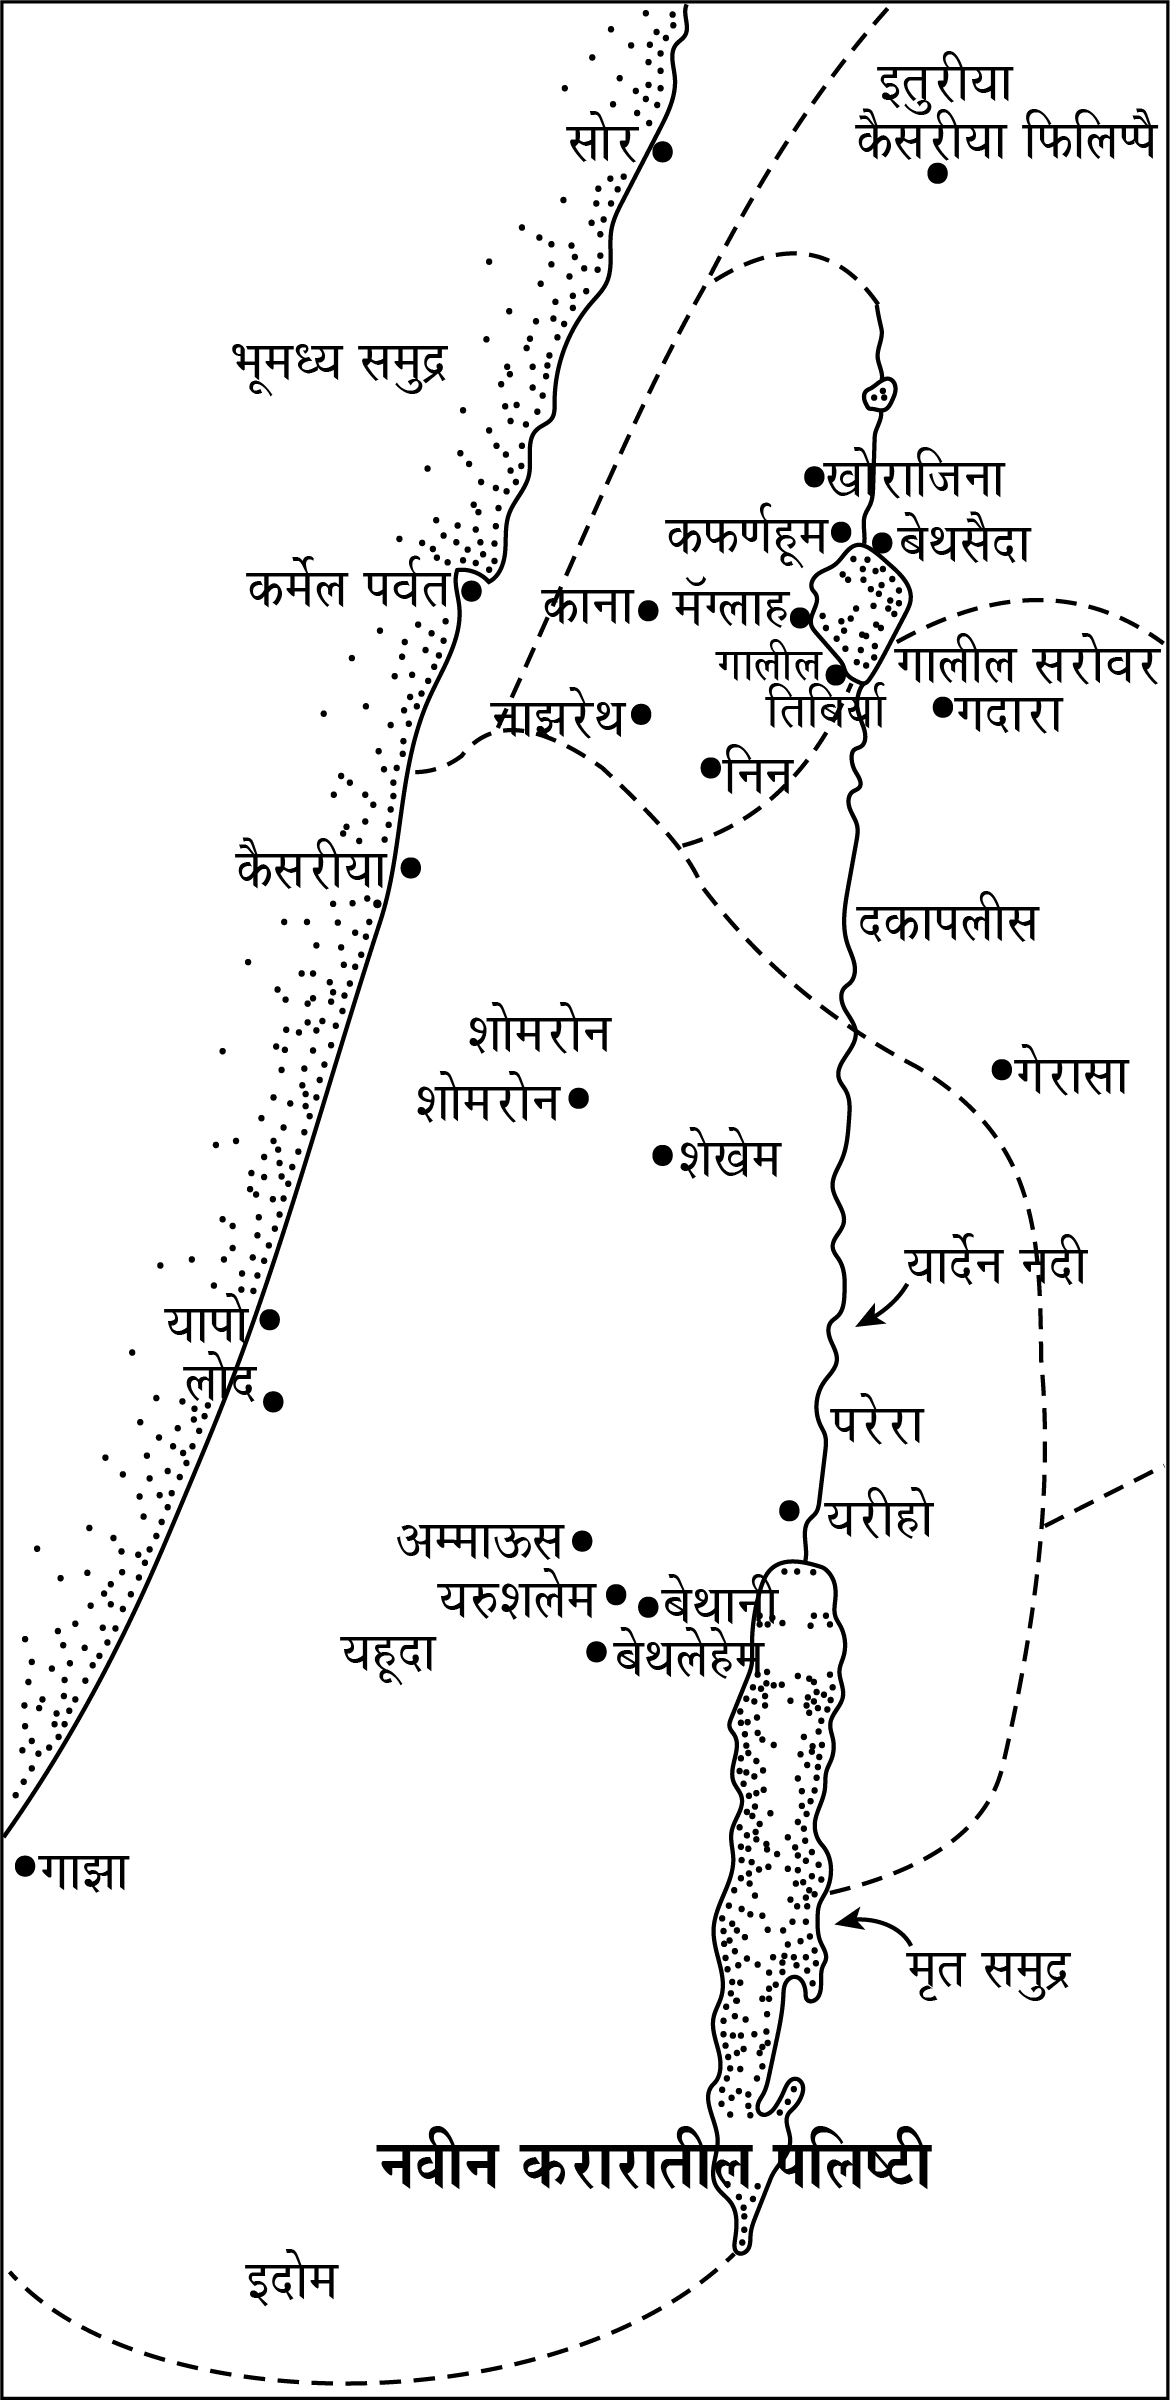 इतुरीया
कैसरीया फिलिप्पै
सोर
भूमध्य समुद्र
खोराजिना
कफर्णहूम
बेथसैदा
कर्मेल पर्वत
काना
मॅग्लाह
गालील
गालील सरोवर
तिबिर्या
गदारा
नाझरेथ
निन्र
कैसरीया
दकापलीस
शोमरोन
गेरासा
शोमरोन
शेखेम
यार्देन नदी
यापो
लोद
परेरा
यरीहो
अम्माऊस
यरुशलेम
बेथानी
यहूदा
बेथलेहेम
गाझा
मृत समुद्र
नवीन करारातील पलिष्टी
इदोम